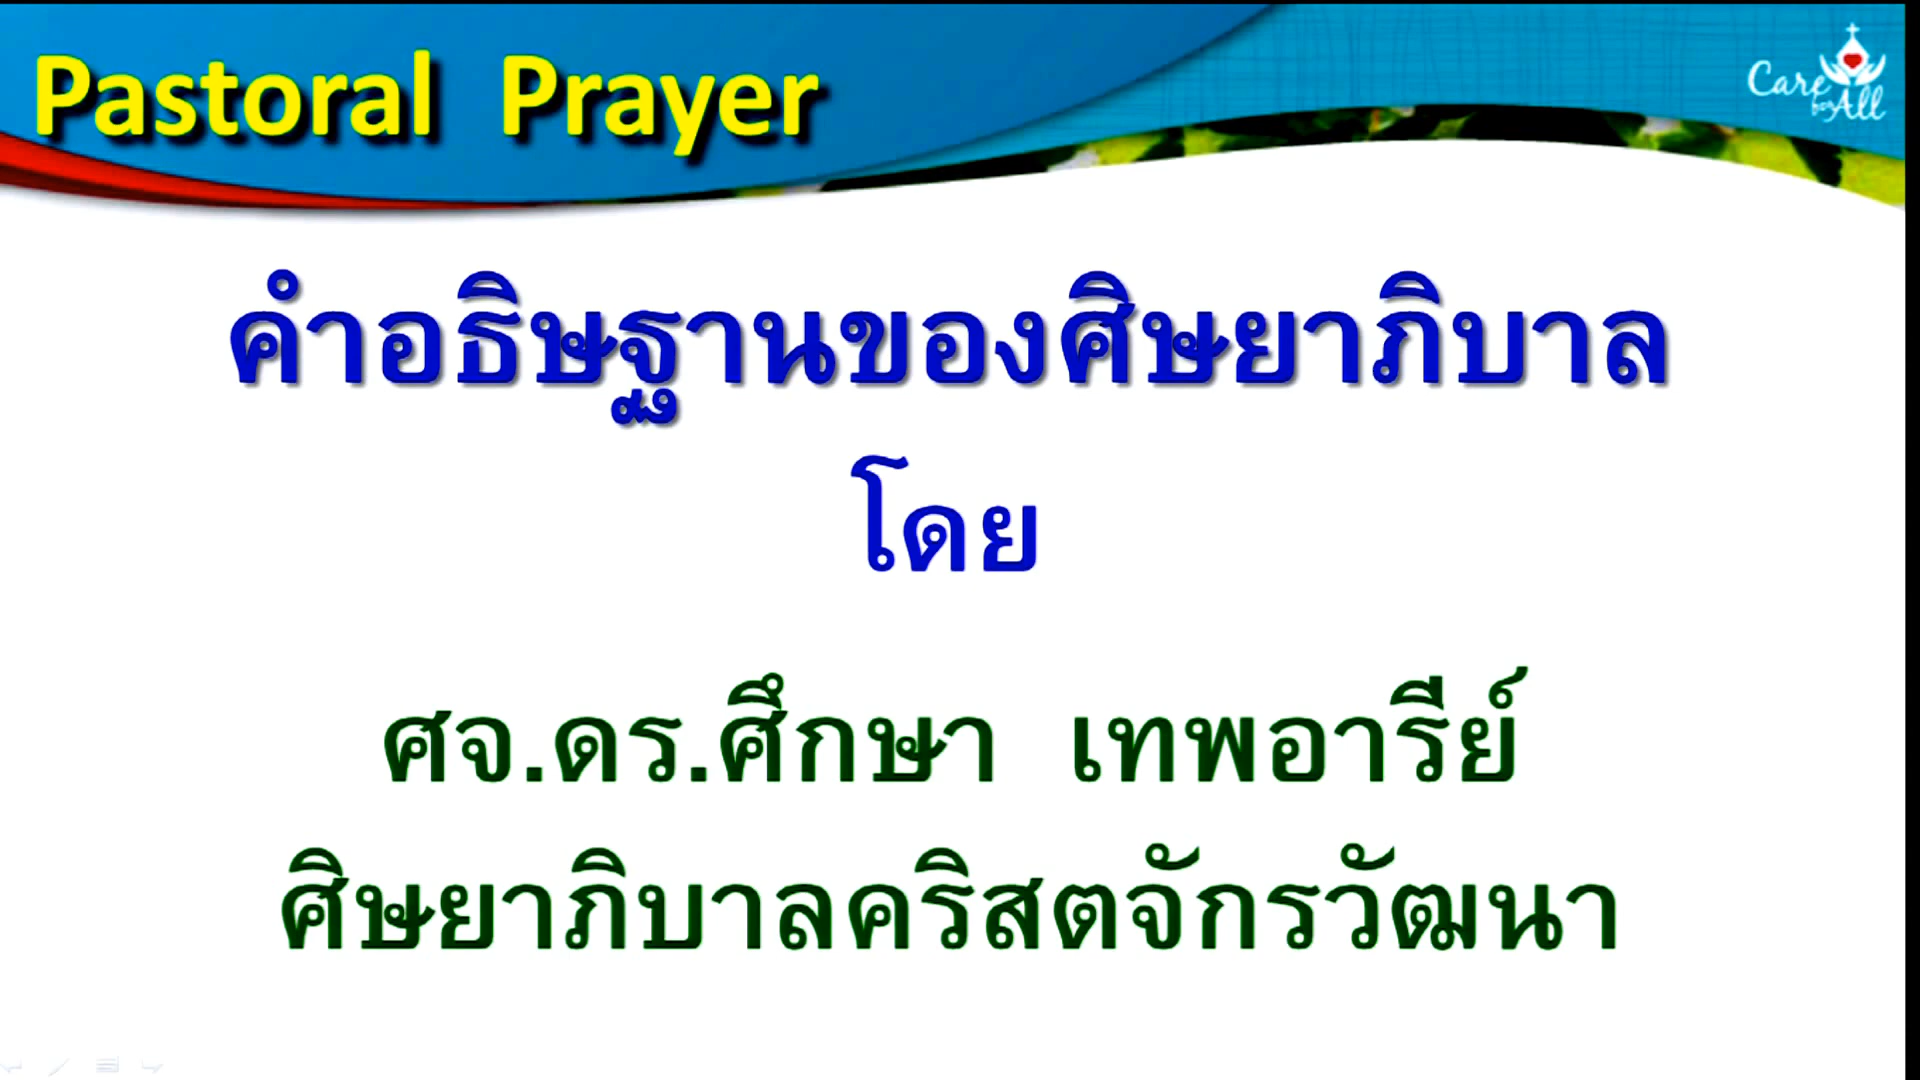 Pastoral Prayer
Care
for All
คำอธิษฐานของศิษยาภิบาล
โดย
ศจ.ดร.ศึกษา เทพอารีย์
ศิษยาภิบาลคริสตจักรวัฒนา